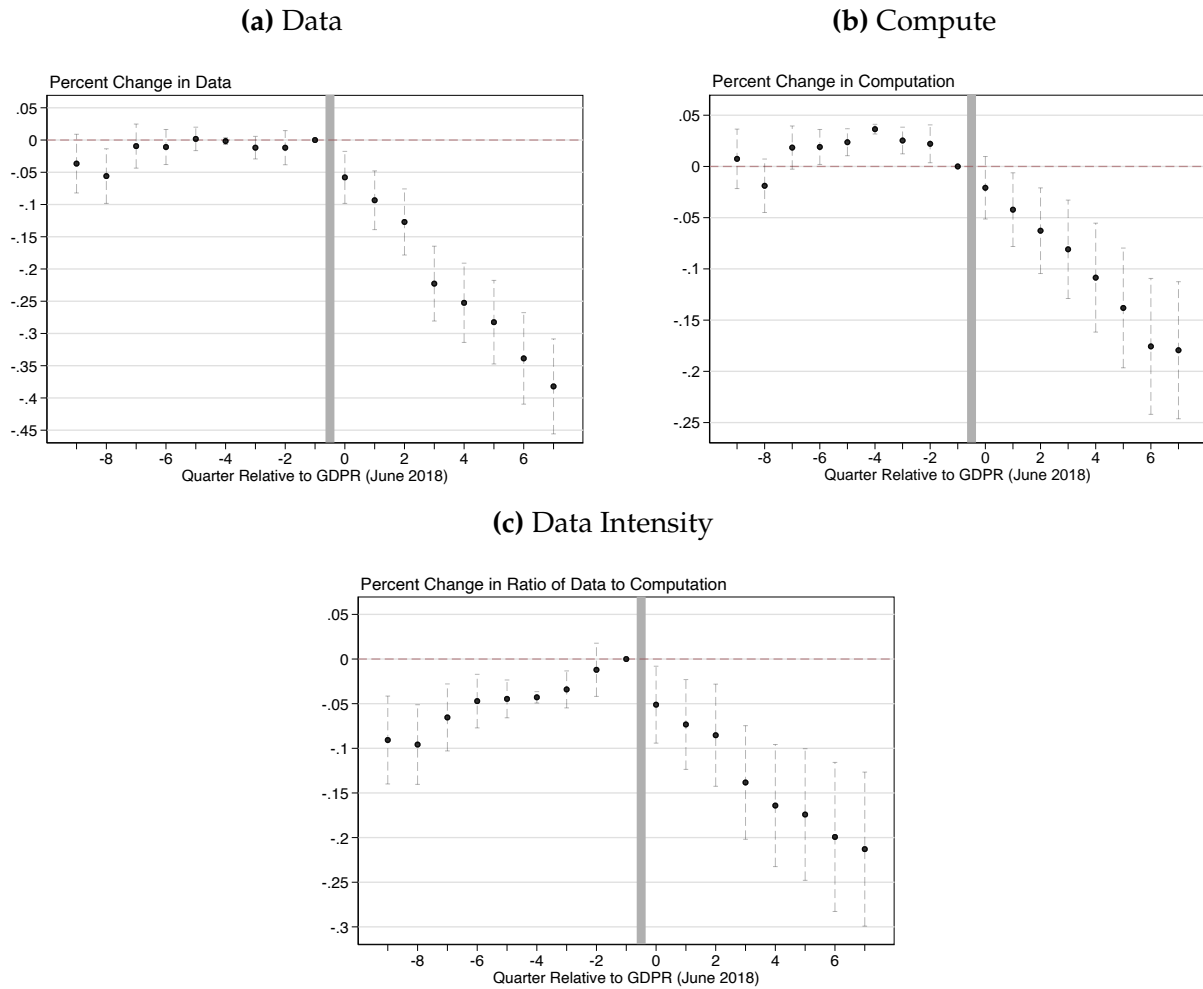 (a) Data
Percent Change in Data
.05
0
-.05
-.1
-.15
-.2
-.25
-.3
-.35
-.4
-.45
-8 -6 -4 -2 0 2 4 6
Quarter Relative to GDPR (June 2018)
(b) Compute
Percent Change in Computation
.05
0
-.05
-.1
-.15
-.2
-.25
-8 -6 -4 -2 0 2 4 6
Quarter Relative to GDPR (June 2018)
(c) Data Intensity
Percent Change in Ratio of Data to Computation
.05
0
-.05
-.1
-.15
-.2
-.25
-.3
-8 -6 -4 -2 0 2 4 6
Quarter Relative to GDPR (June 2018)